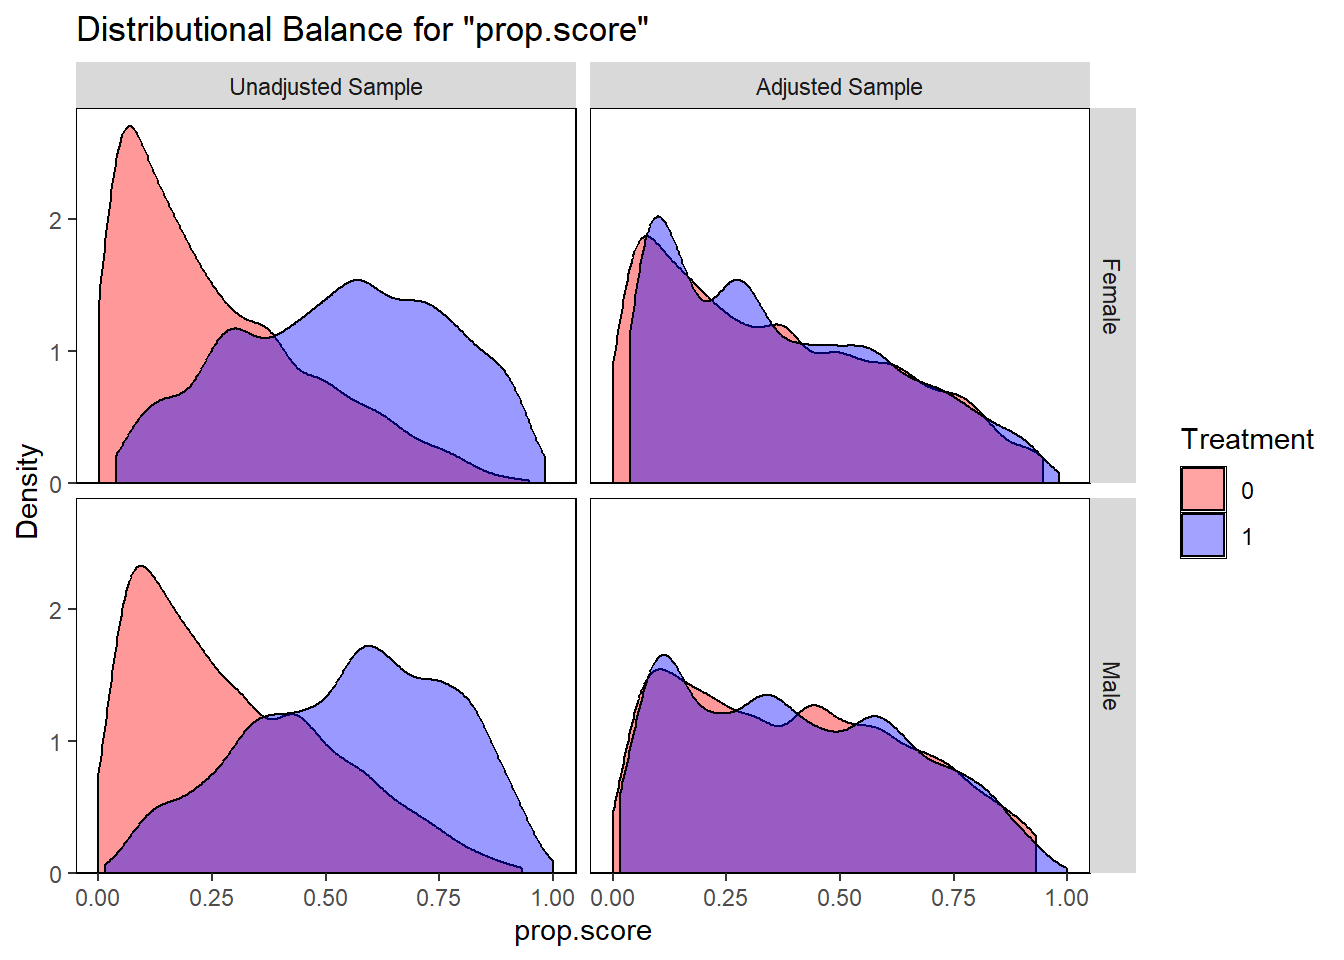 Distributional Balance for "prop.score"
Unadjusted Sample
Adjusted Sample
Density
2
1
0
Female
2
1
0
Male
0.00 0.25 0.50 0.75 1.00
0.00 0.25 0.50 0.75 1.00
prop.score
Treatment
0
1